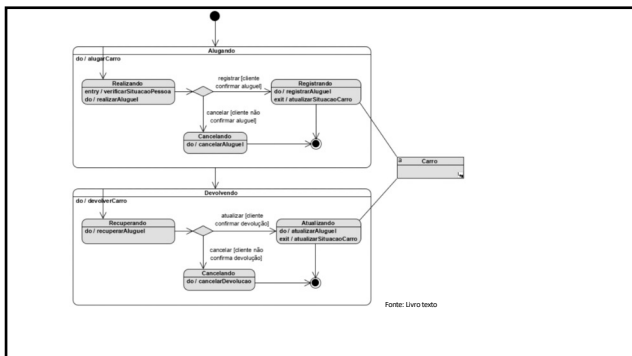 Alugando
do / alugarCarro
Realizando
entry / verificarSituacaoPessoa
do / realizarAluguel
registrar [cliente
confirmar aluguel]
Registrando
do / registrarAluguel
exit / atualizarSituacaoCarro
cancelar [cliente não
confirmar aluguel]
Cancelando
do / cancelarAluguel
a
Carro
Devolvendo
do / devolverCarro
Recuperando
do / recuperarAluguel
atualizar [cliente
confirmar devolução]
Atualizando
do / atualizarAluguel
exit / atualizarSituacaoCarro
cancelar [cliente não
confirma devolução]
Cancelando
do / cancelarDevolucao
Fonte: Livro texto